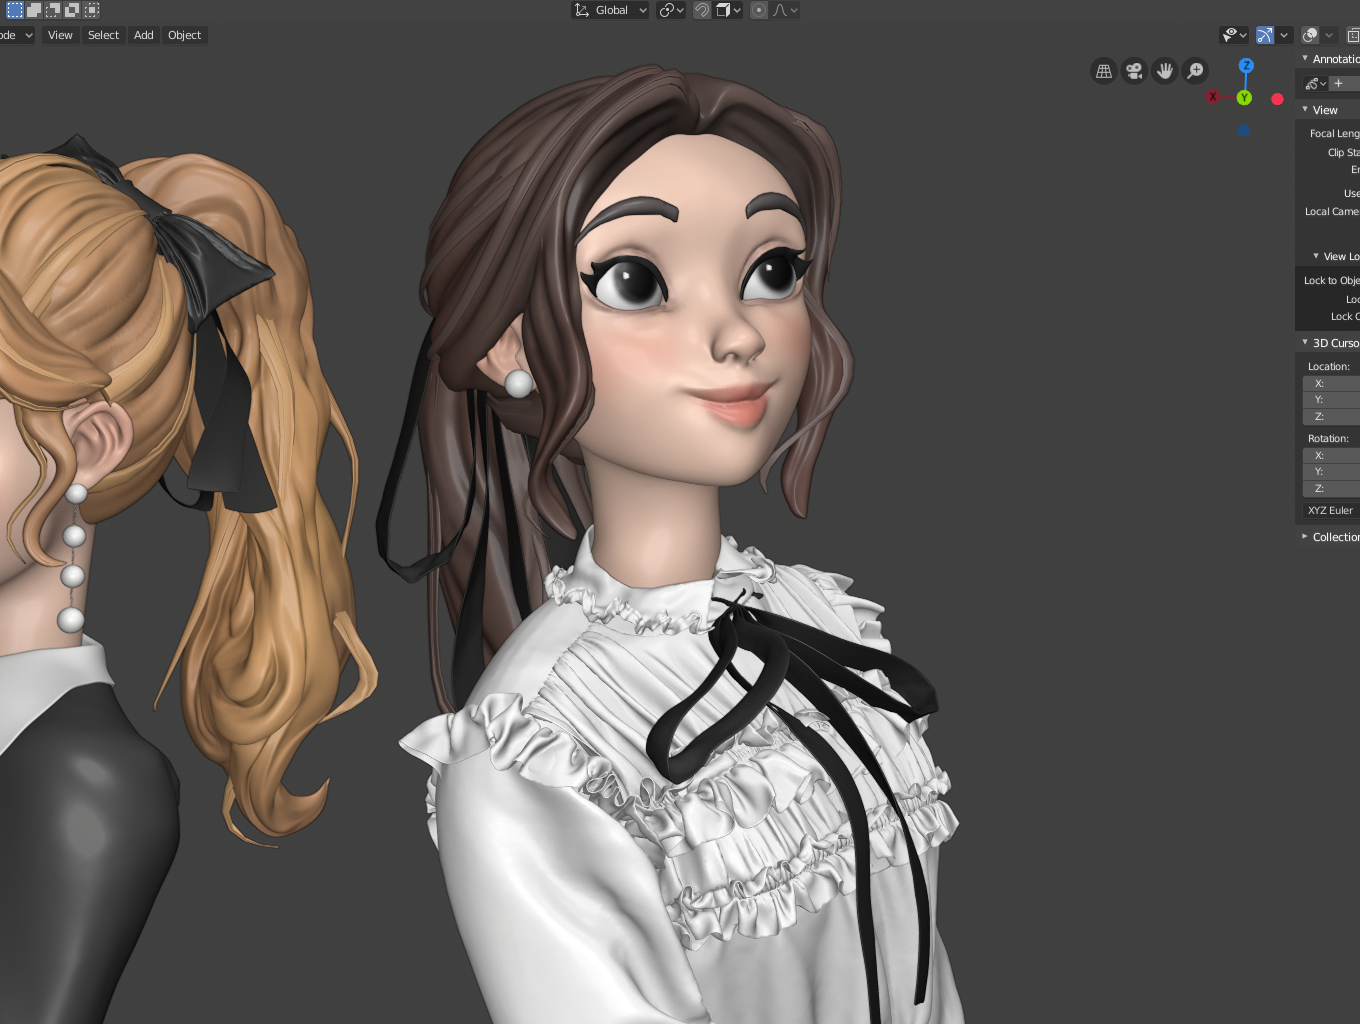 Global
ode
View
Select
Add
Object
Z
X
Y
Annotatio
View
Focal Leng
Clip Sta
Er
Use
Local Came
View Lo
Lock to Obje
Loc
Lock C
3D Curso
Location:
X:
Y:
Z:
Rotation:
X:
Y:
Z:
XYZ Euler
Collection